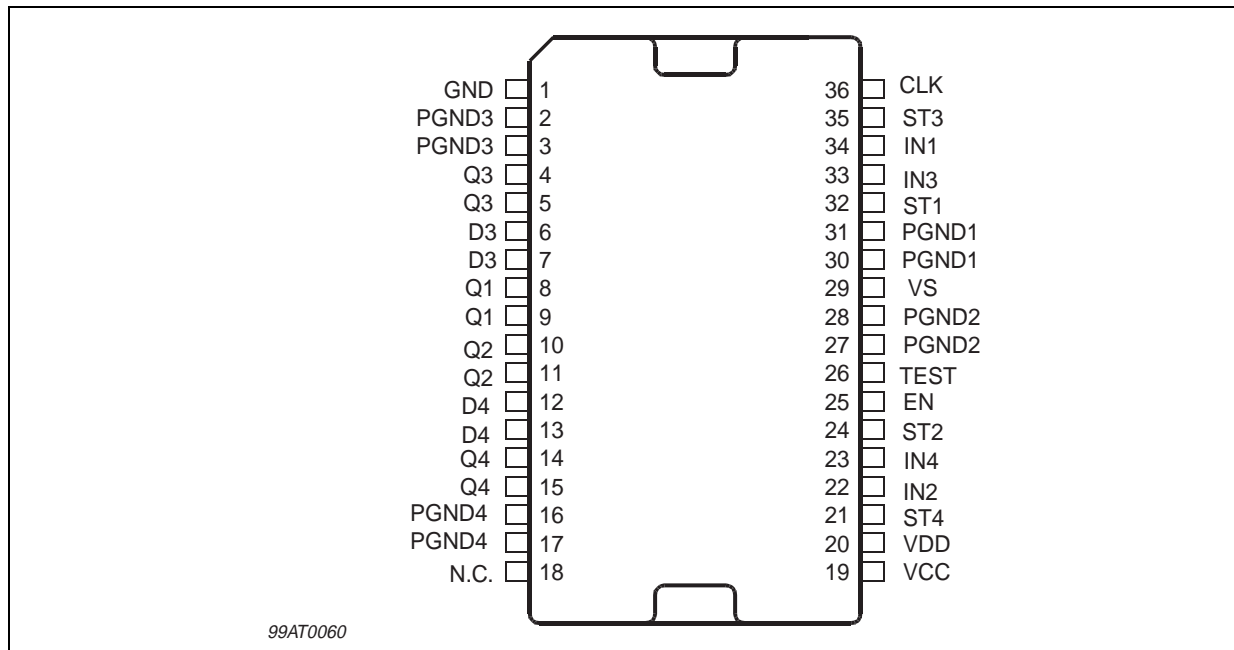 GND 1 36 CLK
PGND3 2 35 ST3
PGND3 3 34 IN1
Q3 4 33 IN3
Q3 5 32 ST1
D3 6 31 PGND1
D3 7 30 PGND1
Q1 8 29 VS
Q1 9 28 PGND2
Q2 10 27 PGND2
Q2 11 26 TEST
D4 12 25 EN
D4 13 24 ST2
Q4 14 23 IN4
Q4 15 22 IN2
PGND4 16 21 ST4
PGND4 17 20 VDD
N.C. 18 19 VCC
99AT0060